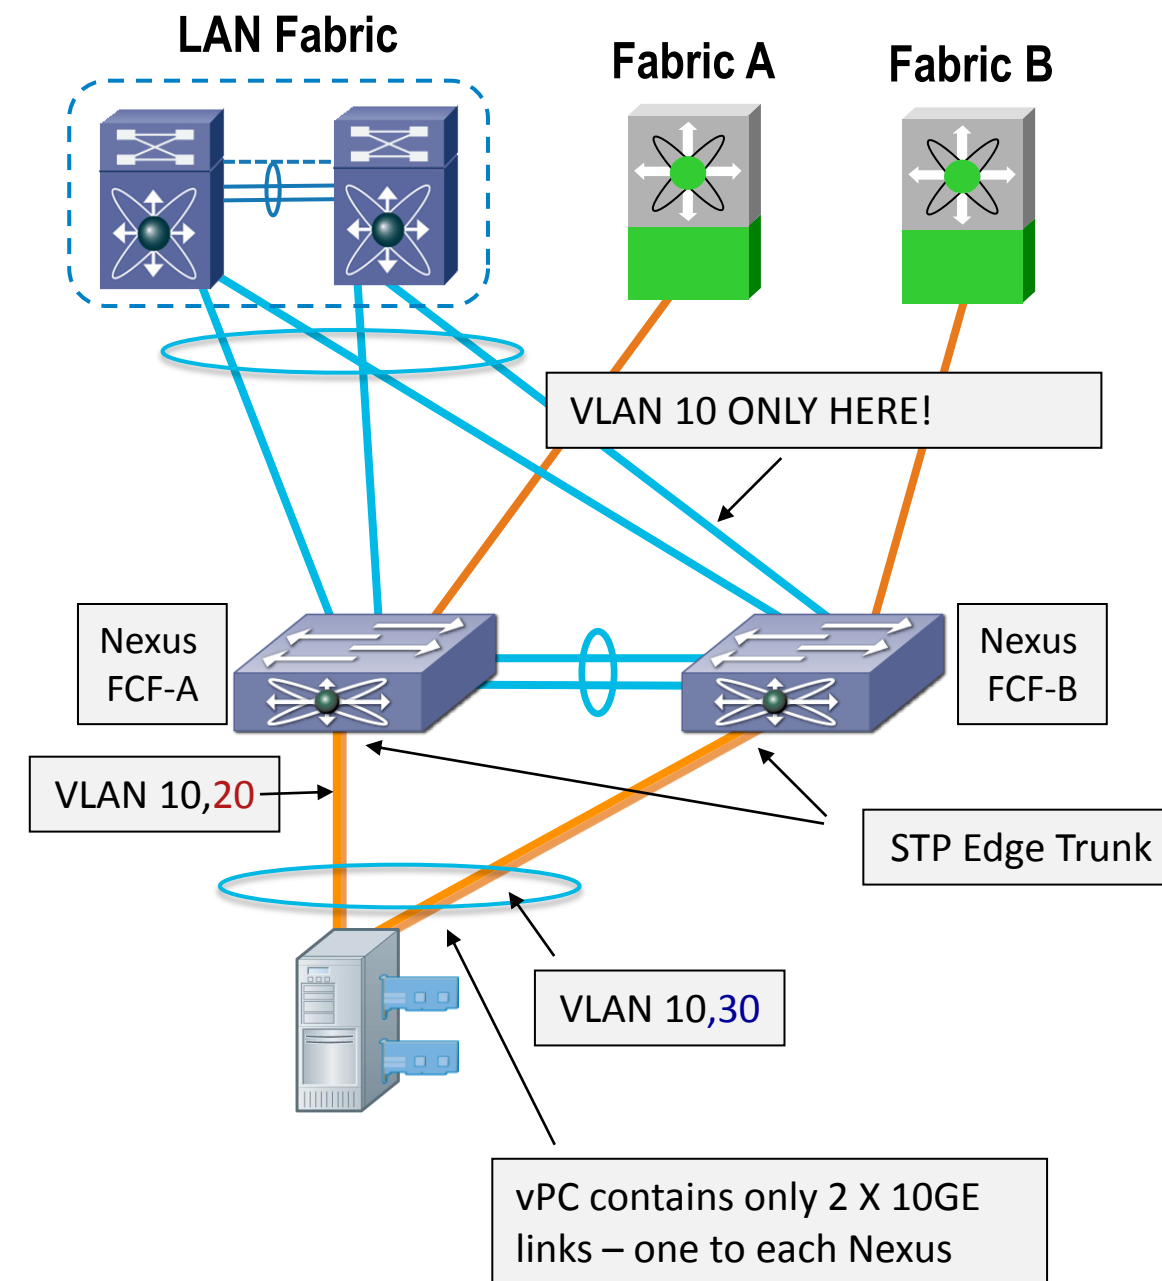 LAN Fabric
Fabric A
Fabric B
VLAN 10 ONLY HERE!
Nexus
FCF-A
Nexus
FCF-B
VLAN 10,20
STP Edge Trunk
VLAN 10,30
vPC contains only 2 X 10GE
links – one to each Nexus